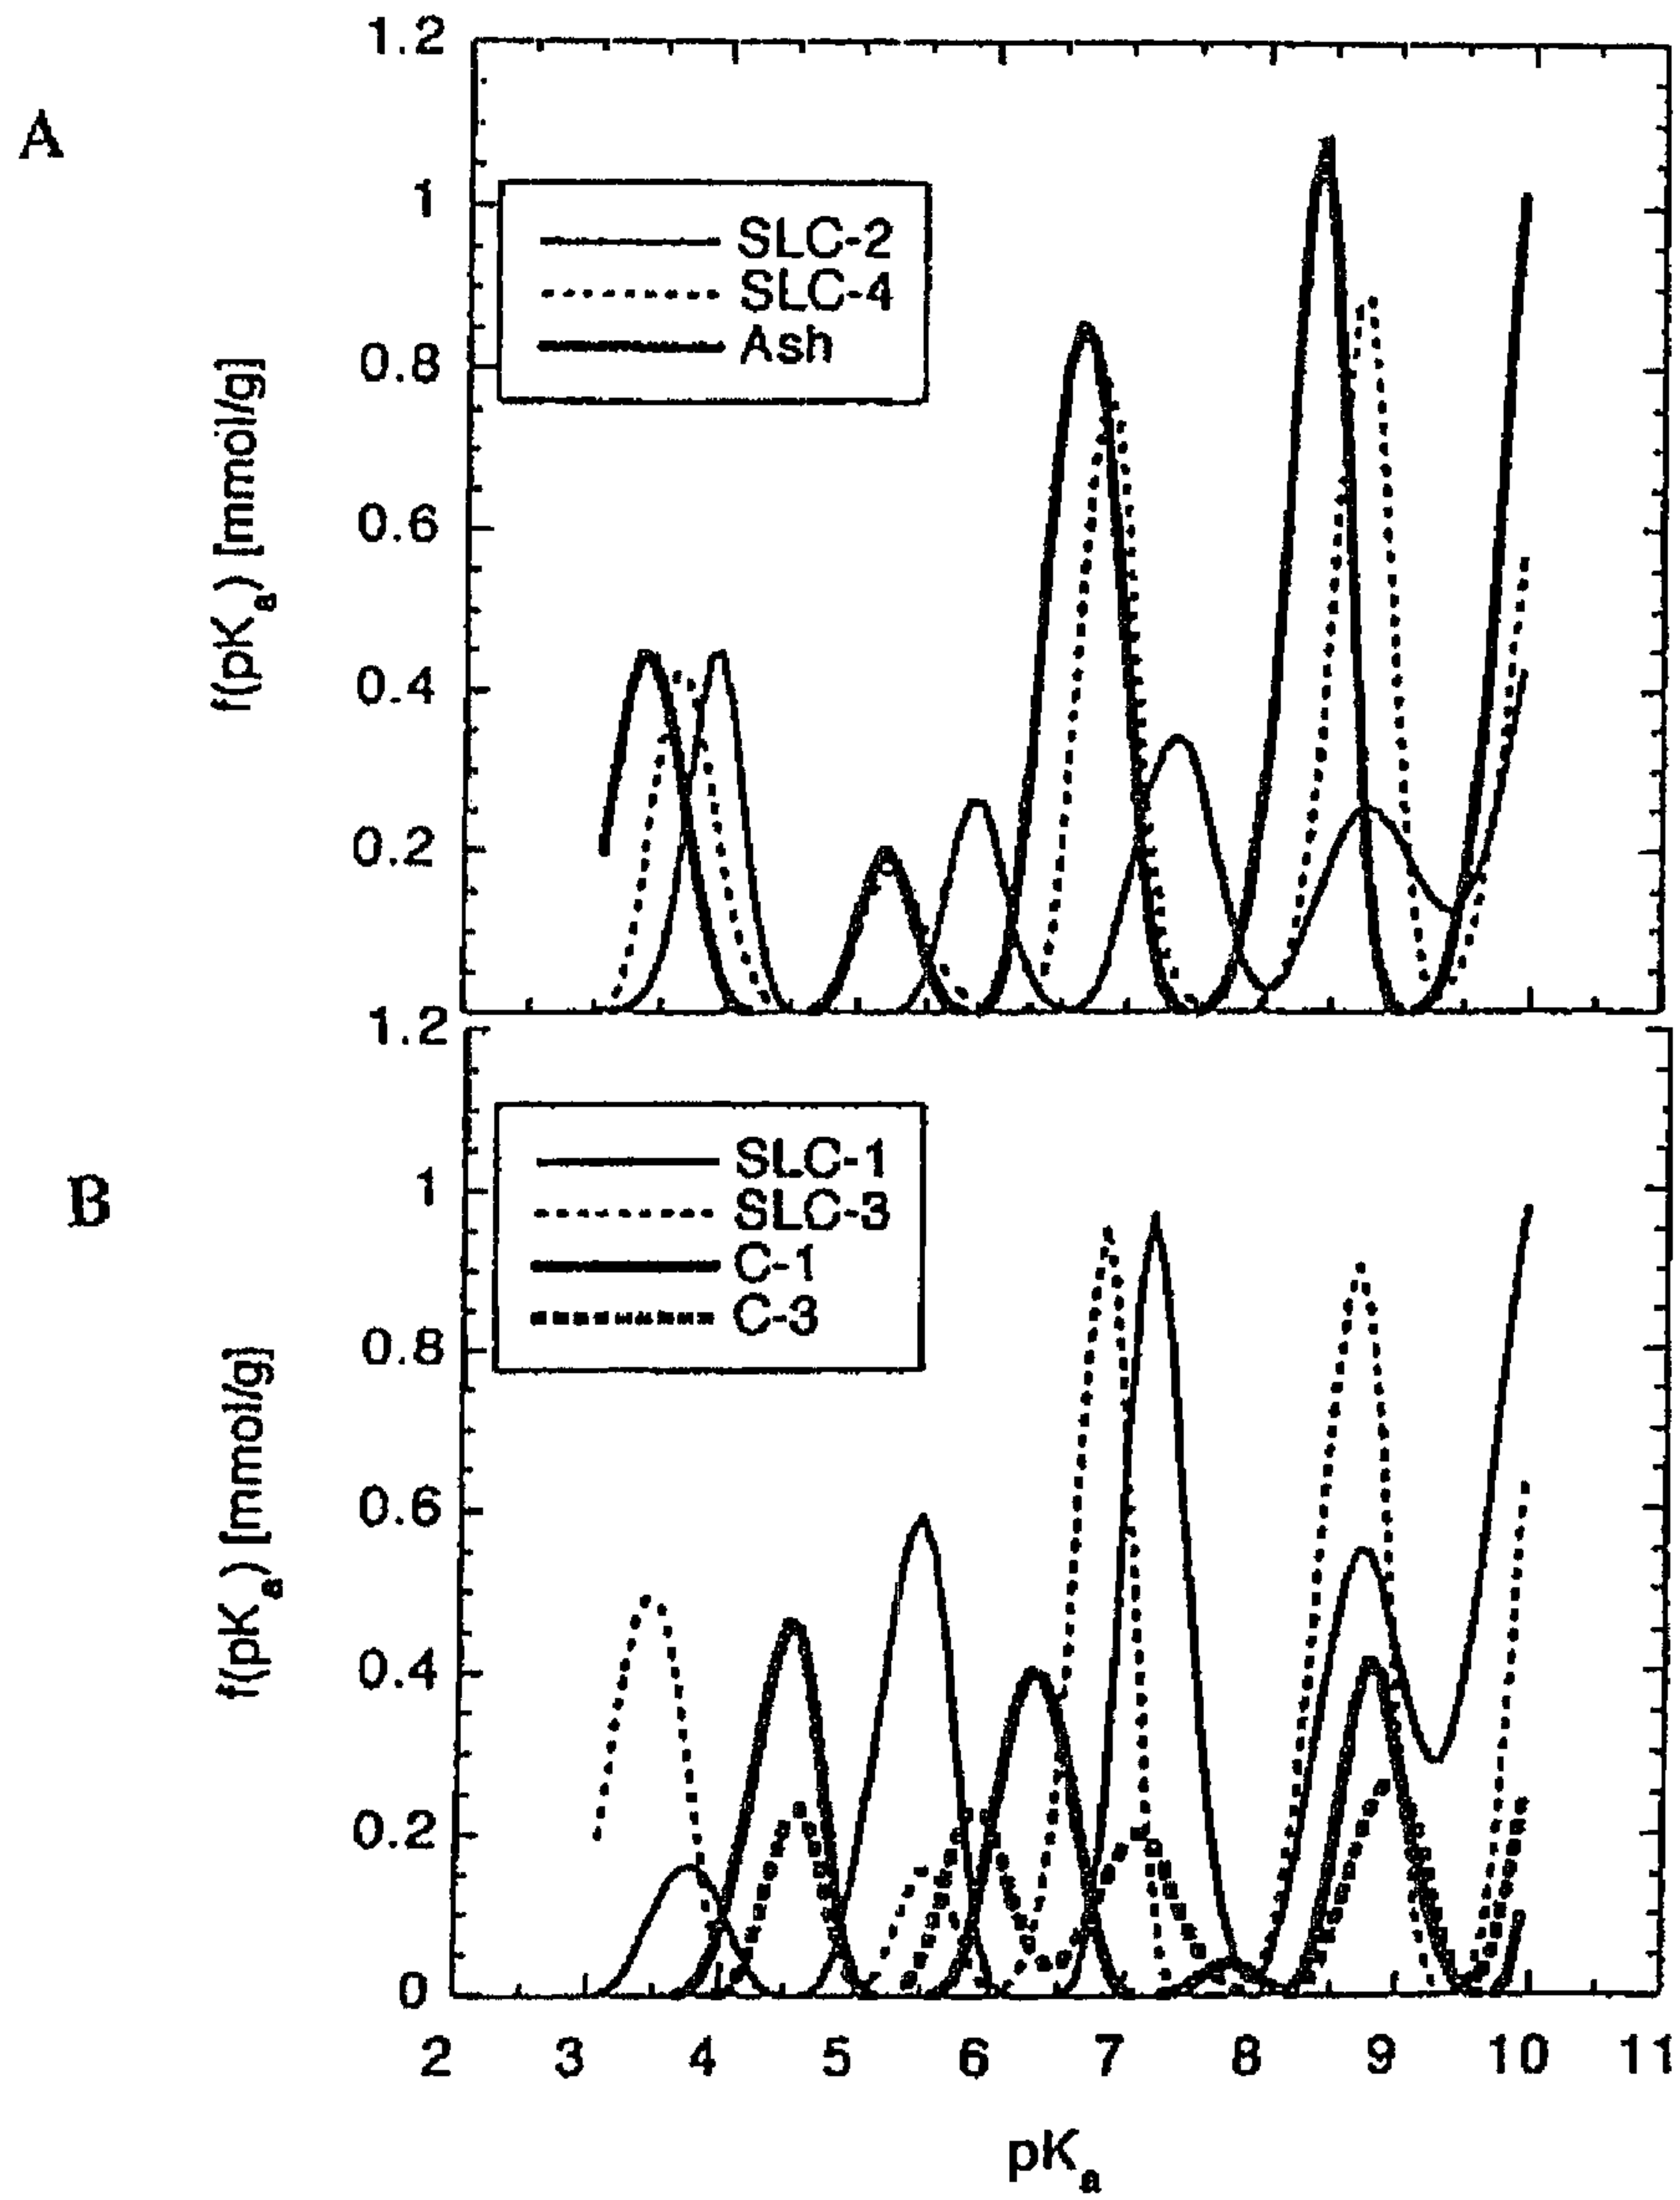 A
1.2
1
0.8
0.6
0.4
0.2
f(pKa) [mmol/g]
SLC-2
SLC-4
Ash
B
1.2
1
0.8
0.6
0.4
0.2
0
f(pKa) [mmol/g]
SLC-1
SLC-3
C-1
C-3
2 3 4 5 6 7 8 9 10 11
pKa